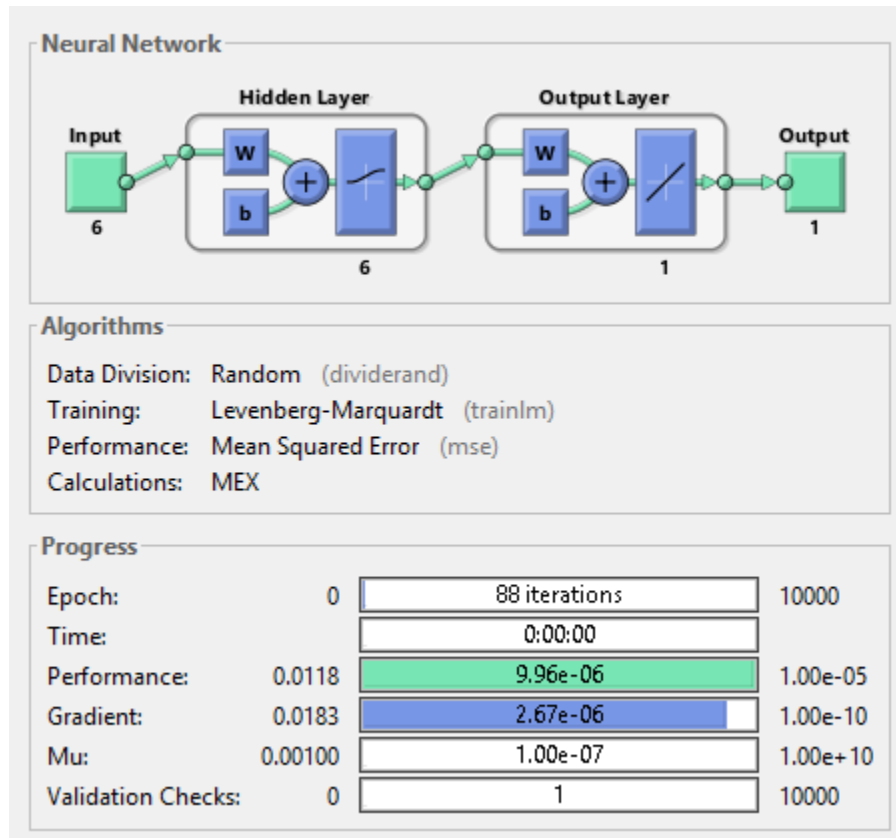 Neural Network
Hidden Layer Output Layer
Input Output
W W
b b
6 1
6 1
Algorithms
Data Division: Random (dividerand)
Training: Levenberg-Marquardt (trainlm)
Performance: Mean Squared Error (mse)
Calculations: MEX
Progress
Epoch: 0 88 iterations 10000
Time: 0:00:00
Performance: 0.0118 9.96e-06 1.00e-05
Gradient: 0.0183 2.67e-06 1.00e-10
Mu: 0.00100 1.00e-07 1.00e+10
Validation Checks: 0 1 10000